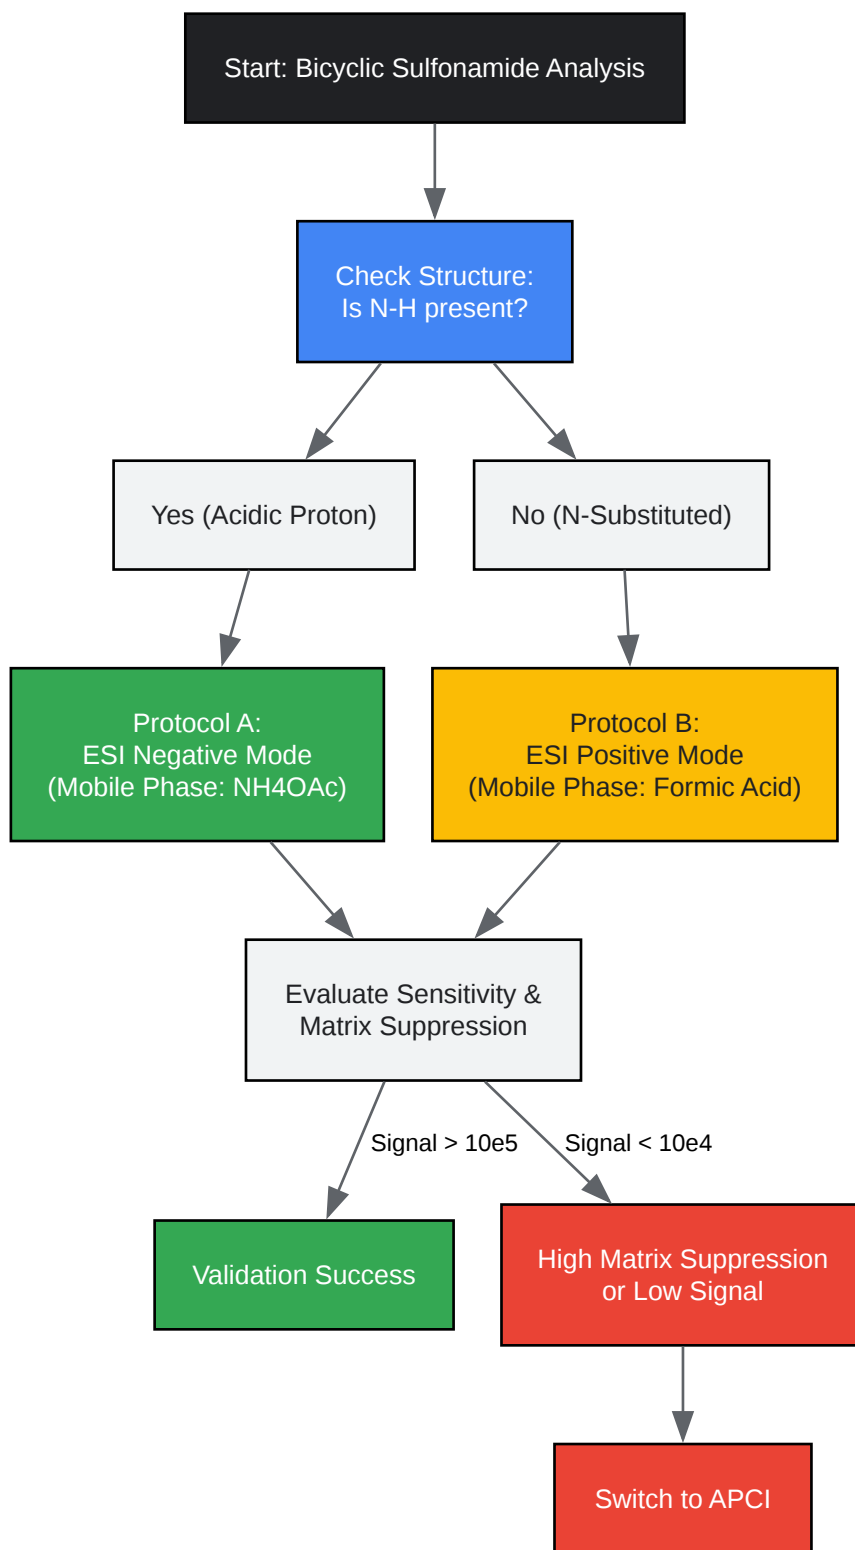 Start: Bicyclic Sulfonamide Analysis
Check Structure:
Is N-H present?
Yes (Acidic Proton)
No (N-Substituted)
Protocol A:
ESI Negative Mode
(Mobile Phase: NH4OAc)
Protocol B:
ESI Positive Mode
(Mobile Phase: Formic Acid)
Evaluate Sensitivity &
Matrix Suppression
Signal > 10e5
Signal < 10e4
Validation Success
High Matrix Suppression
or Low Signal
Switch to APCI